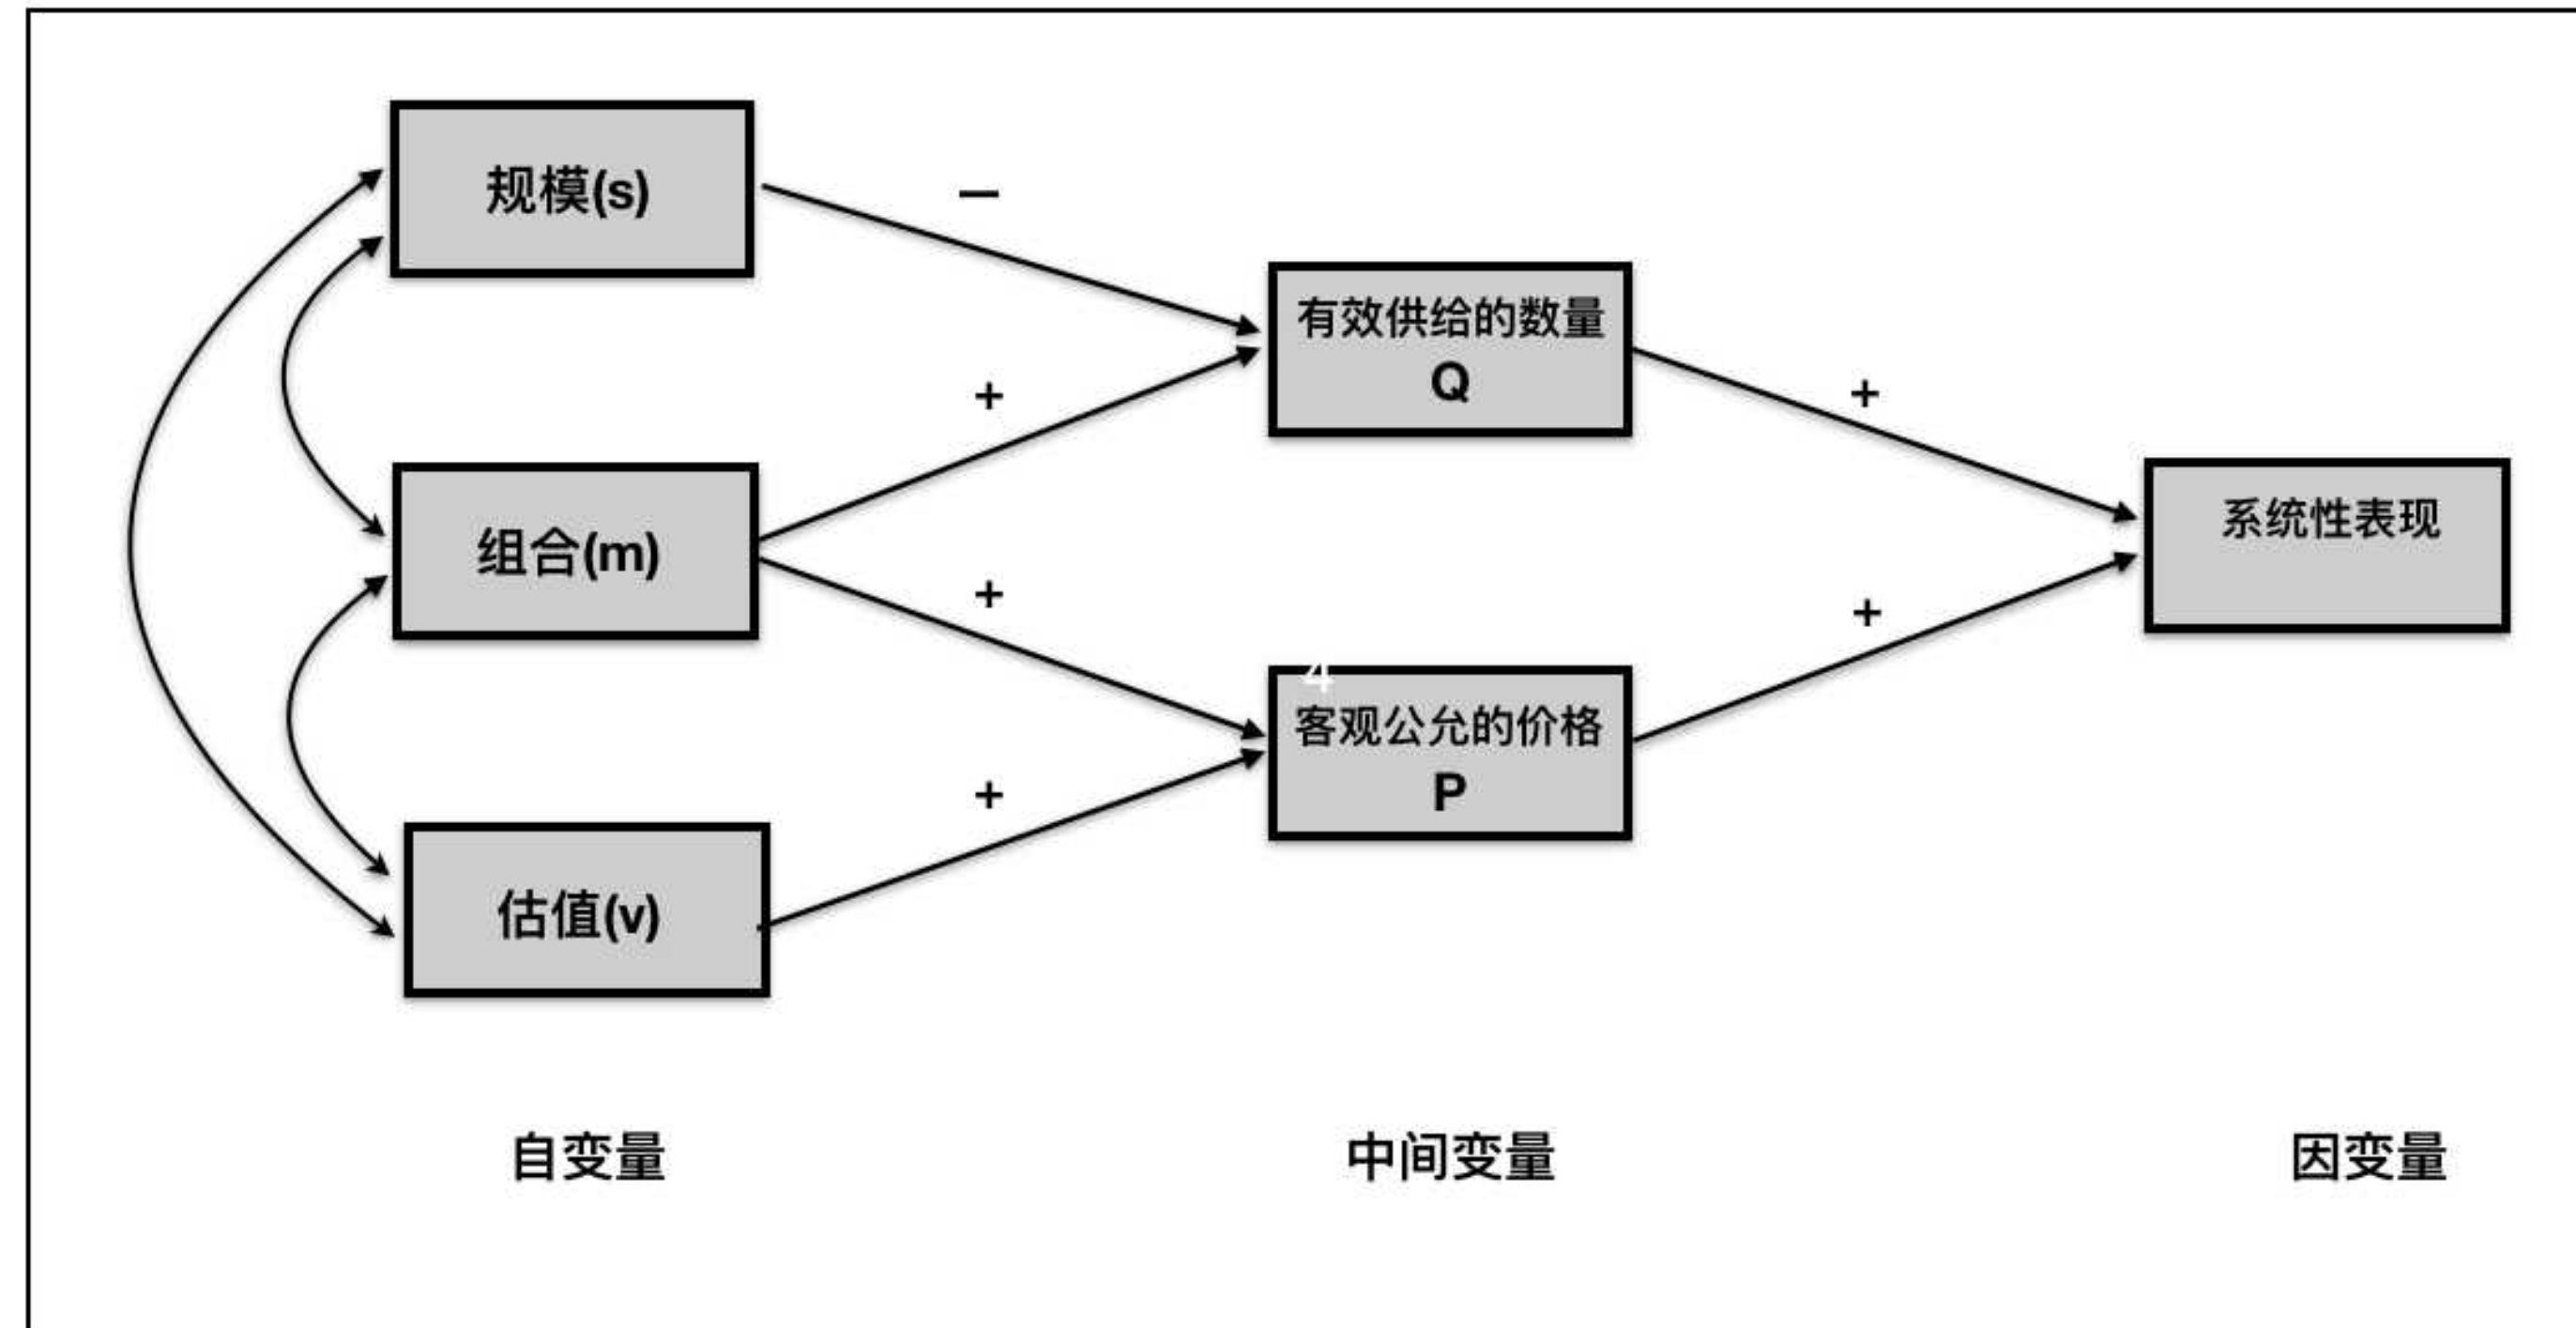 规模(s)
—
有效供给的数量
Q
+
+
组合(m)
系统性表现
+
+
4
客观公允的价格
P
+
估值(v)
自变量
中间变量
因变量